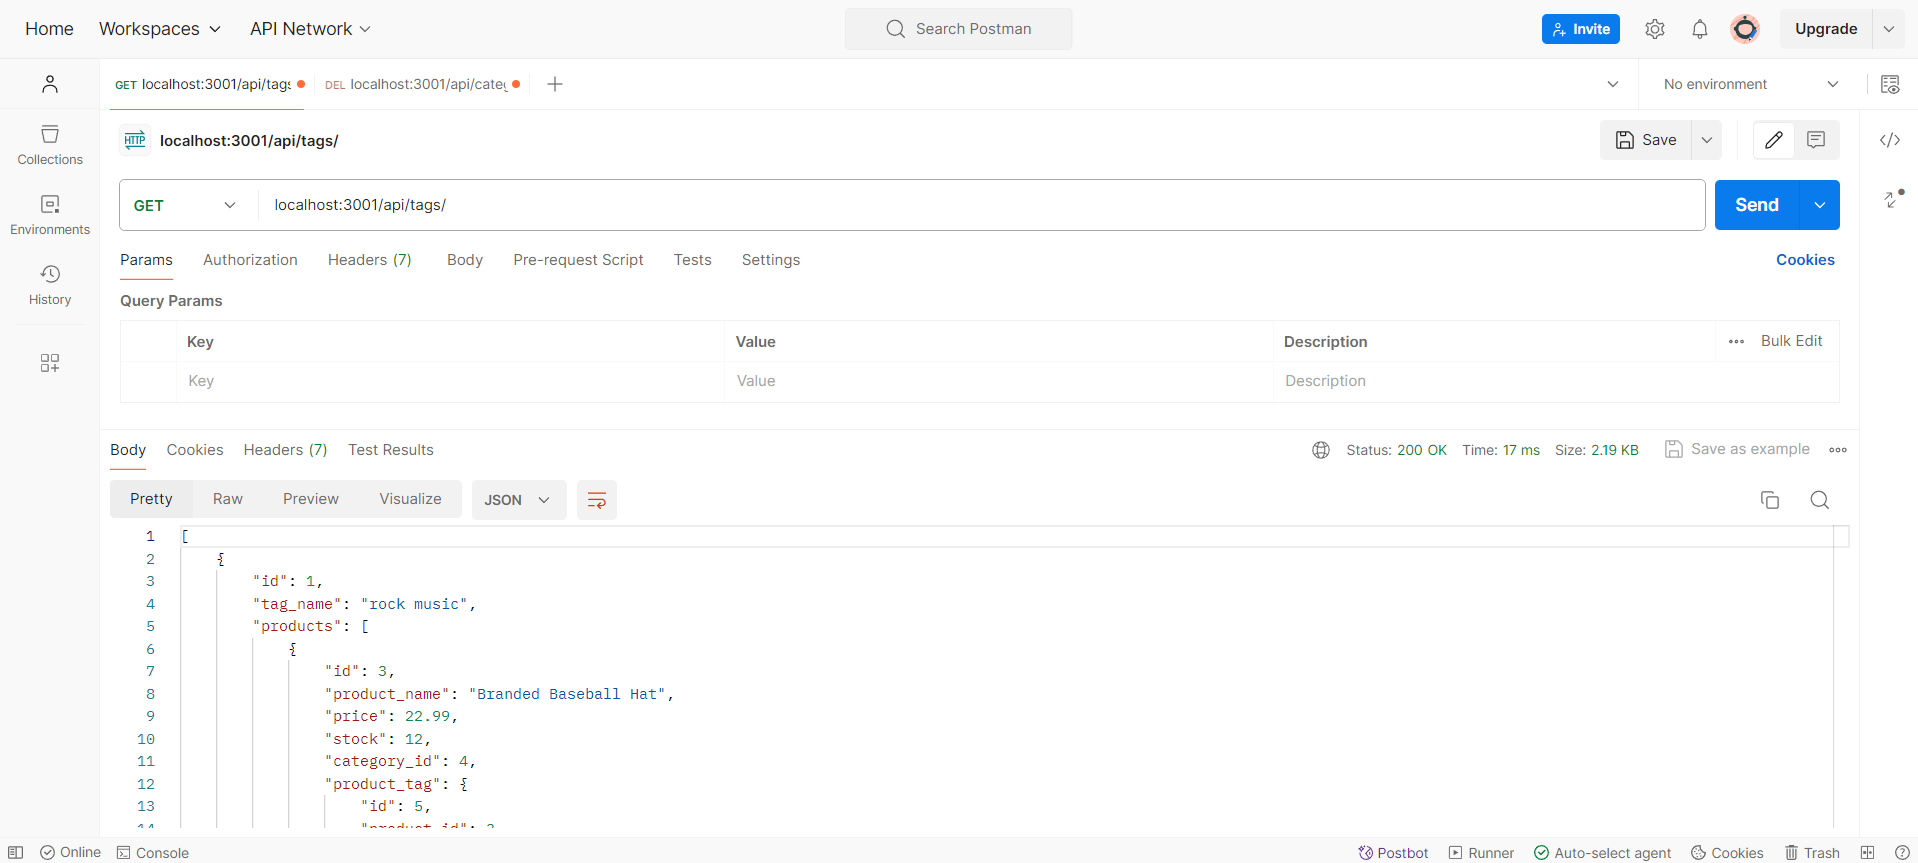 Home Workspaces API Network Search Postman Invite Upgrade
GET localhost:3001/api/tags DEL localhost:3001/api/cate No environment
HTTP localhost:3001/api/tags/ Save
Collections
GET localhost:3001/api/tags/ Send
Environments
Params Authorization Headers (7) Body Pre-request Script Tests Settings Cookies
History
Query Params
Key Value Description Bulk Edit
Key Value Description
Body Cookies Headers (7) Test Results Status: 200 OK Time: 17 ms Size: 2.19 KB Save as example
Pretty Raw Preview Visualize JSON
1 [
2 {
3 "id": 1,
4 "tag_name": "rock music",
5 "products": [
6 {
7 "id": 3,
8 "product_name": "Branded Baseball Hat",
9 "price": 22.99,
10 "stock": 12,
11 "category_id": 4,
12 "product_tag": {
13 "id": 5,
14 "product_id": 3
Online Console Postbot Runner Auto-select agent Cookies Trash